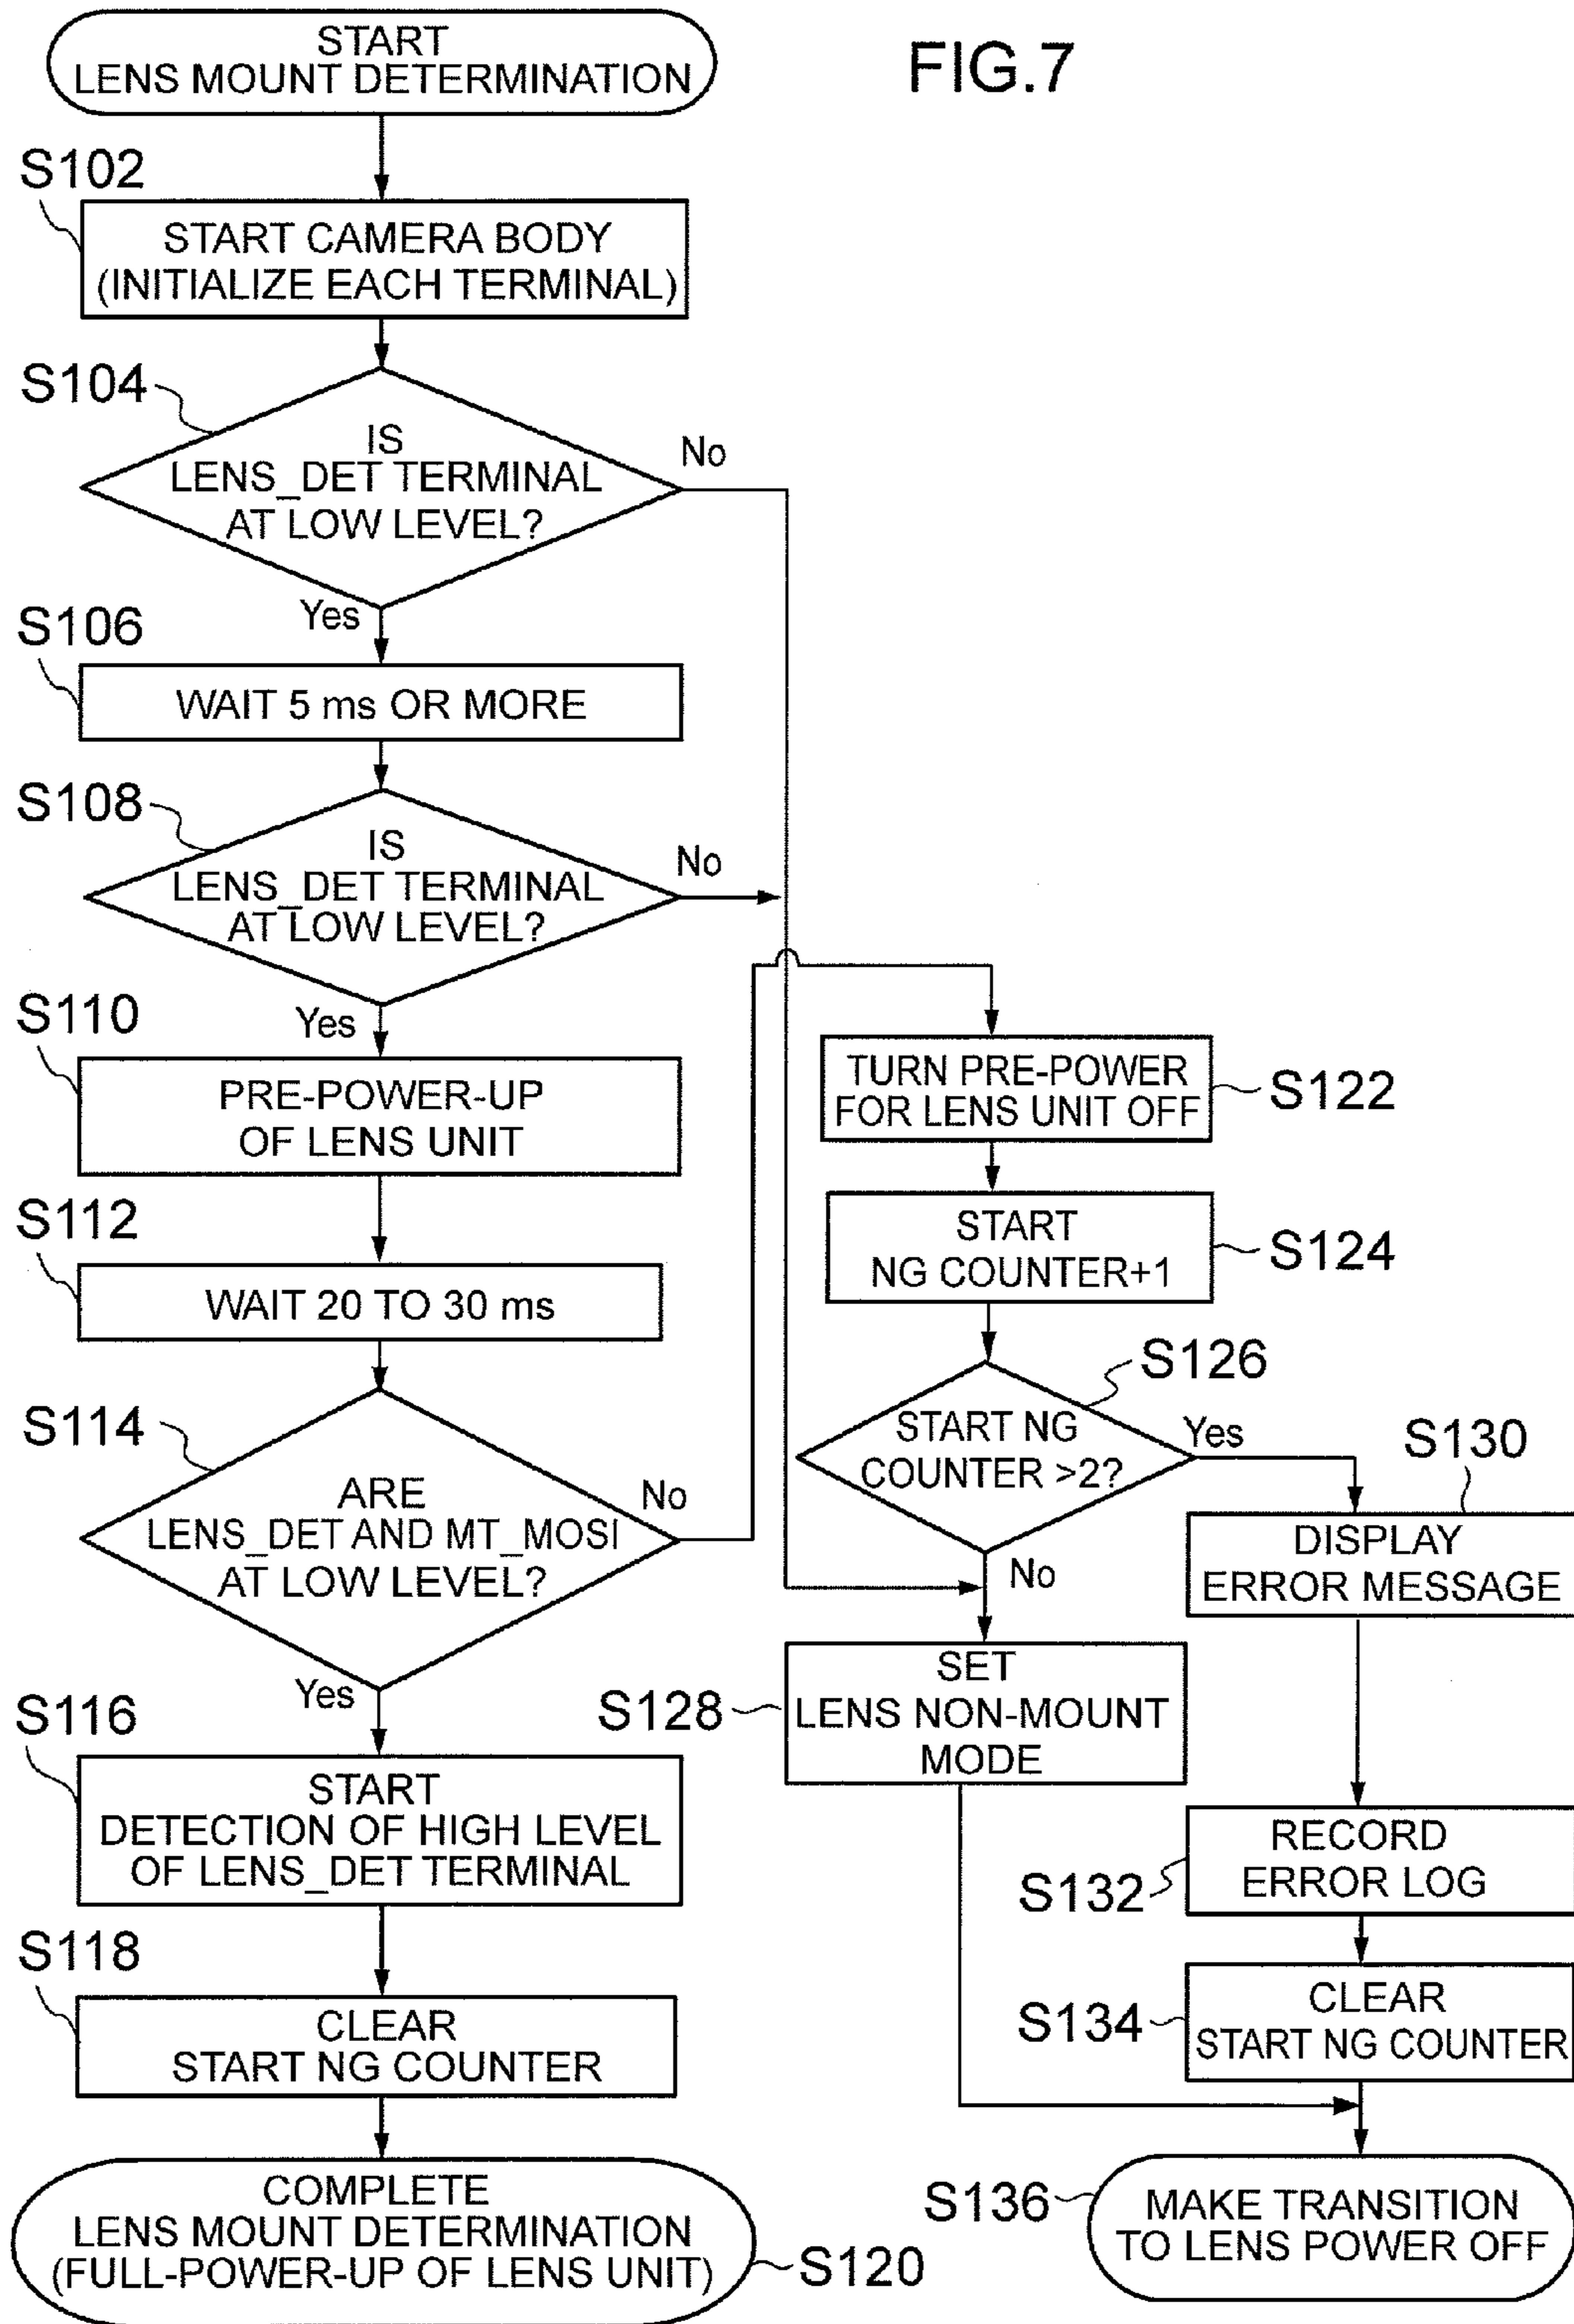 FIG.7
START
LENS MOUNT DETERMINATION
S102
START CAMERA BODY
(INITIALIZE EACH TERMINAL)
S104
IS
LENS_DET TERMINAL
AT LOW LEVEL?
No
Yes
S106
WAIT 5 ms OR MORE
S108
IS
LENS_DET TERMINAL
AT LOW LEVEL?
No
Yes
S110
PRE-POWER-UP
OF LENS UNIT
S112
WAIT 20 TO 30 ms
S114
ARE
LENS_DET AND MT_MOSI
AT LOW LEVEL?
No
Yes
S116
START
DETECTION OF HIGH LEVEL
OF LENS_DET TERMINAL
S118
CLEAR
START NG COUNTER
COMPLETE
LENS MOUNT DETERMINATION
(FULL-POWER-UP OF LENS UNIT)
S120
TURN PRE-POWER
FOR LENS UNIT OFF
S122
START
NG COUNTER+1
S124
S126
START NG
COUNTER >2?
Yes
No
S128
SET
LENS NON-MOUNT
MODE
S130
DISPLAY
ERROR MESSAGE
S132
RECORD
ERROR LOG
S134
CLEAR
START NG COUNTER
S136
MAKE TRANSITION
TO LENS POWER OFF